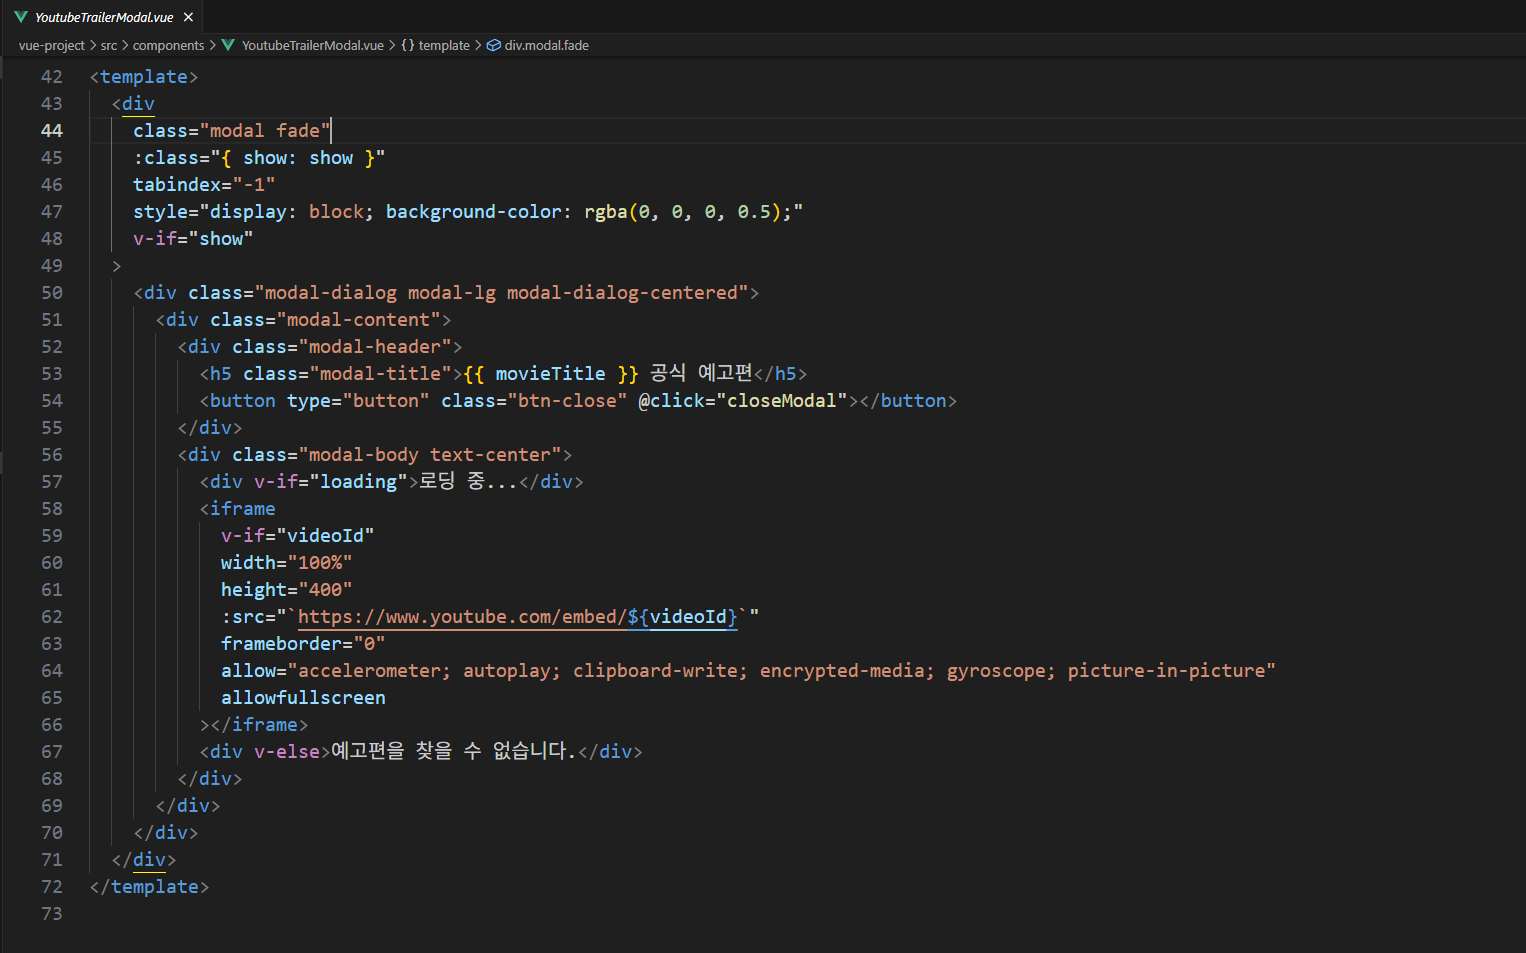 YoutubeTrailerModal.vue ×
vue-project > src > components > YoutubeTrailerModal.vue > {} template > div.modal.fade
42 <template>
43 <div
44 class="modal fade"
45 :class="{ show: show }"
46 tabindex="-1"
47 style="display: block; background-color: rgba(0, 0, 0, 0.5);"
48 v-if="show"
49 >
50 <div class="modal-dialog modal-lg modal-dialog-centered">
51 <div class="modal-content">
52 <div class="modal-header">
53 <h5 class="modal-title">{{ movieTitle }} 공식 예고편</h5>
54 <button type="button" class="btn-close" @click="closeModal"></button>
55 </div>
56 <div class="modal-body text-center">
57 <div v-if="loading">로딩 중...</div>
58 <iframe
59 v-if="videoId"
60 width="100%"
61 height="400"
62 :src="`https://www.youtube.com/embed/${videoId}`"
63 frameborder="0"
64 allow="accelerometer; autoplay; clipboard-write; encrypted-media; gyroscope; picture-in-picture"
65 allowfullscreen
66 ></iframe>
67 <div v-else>예고편을 찾을 수 없습니다.</div>
68 </div>
69 </div>
70 </div>
71 </div>
72 </template>
73